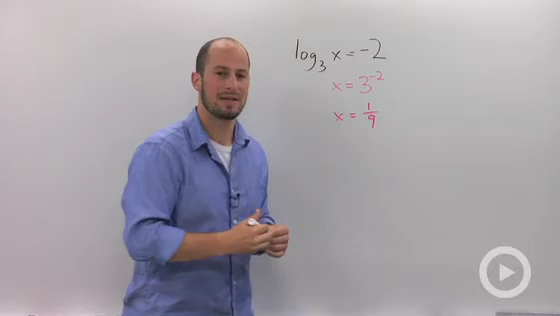 log₃ x = -2
x = 3⁻²
x = 1/9